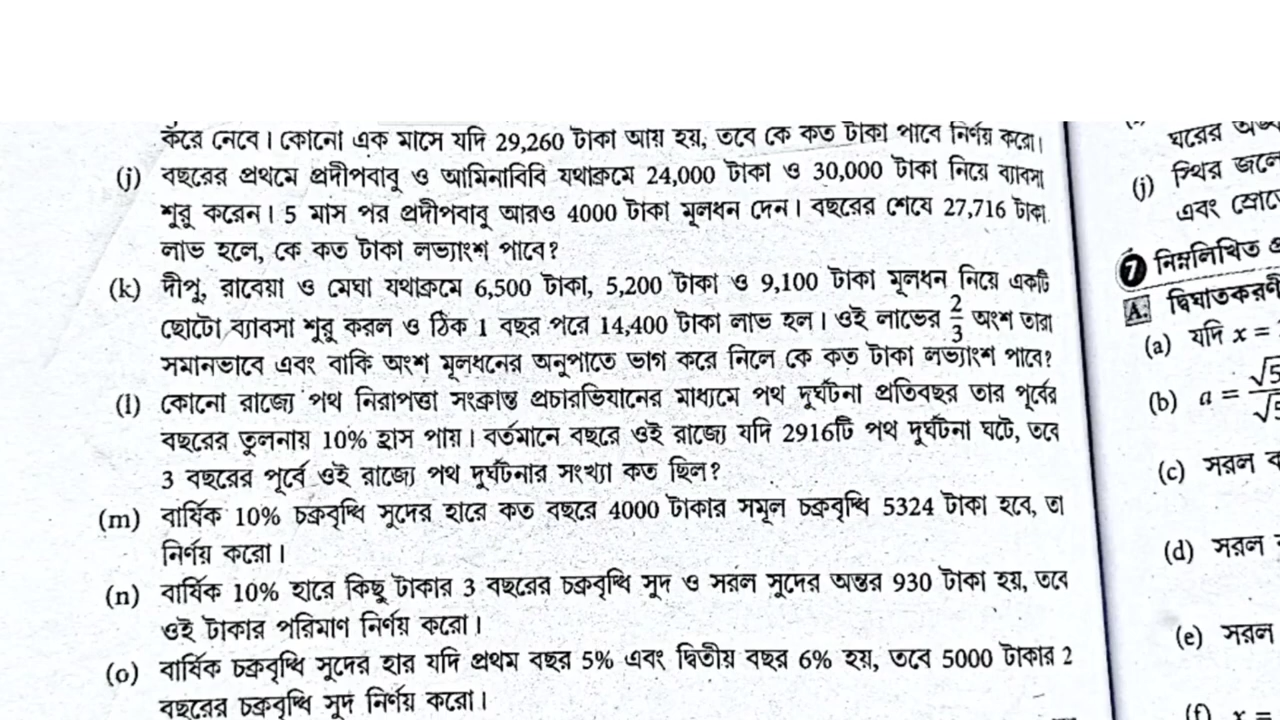 করে নেবে। কোনো এক মাসে যদি 29,260 টাকা আয় হয়, তবে কে কত টাকা পাবে নির্ণয় করো।
(j) বছরের প্রথমে প্রদীপবাবু ও আমিনাবিবি যথাক্রমে 24,000 টাকা ও 30,000 টাকা নিয়ে ব্যাবসা
শুরু করেন। 5 মাস পর প্রদীপবাবু আরও 4000 টাকা মূলধন দেন। বছরের শেষে 27,716 টাকা
লাভ হলে, কে কত টাকা লভ্যাংশ পাবে?
(k) দীপু, রাবেয়া ও মেঘা যথাক্রমে 6,500 টাকা, 5,200 টাকা ও 9,100 টাকা মূলধন নিয়ে একটি
ছোটো ব্যাবসা শুরু করল ও ঠিক 1 বছর পরে 14,400 টাকা লাভ হল। ওই লাভের 2/3 অংশ তারা
সমানভাবে এবং বাকি অংশ মূলধনের অনুপাতে ভাগ করে নিলে কে কত টাকা লভ্যাংশ পাবে?
(l) কোনো রাজ্যে পথ নিরাপত্তা সংক্রান্ত প্রচারভিযানের মাধ্যমে পথ দুর্ঘটনা প্রতিবছর তার পূর্বের
বছরের তুলনায় 10% হ্রাস পায়। বর্তমানে বছরে ওই রাজ্যে যদি 2916টি পথ দুর্ঘটনা ঘটে, তবে
3 বছরের পূর্বে ওই রাজ্যে পথ দুর্ঘটনার সংখ্যা কত ছিল?
(m) বার্ষিক 10% চক্রবৃদ্ধি সুদের হারে কত বছরে 4000 টাকার সমূল চক্রবৃদ্ধি 5324 টাকা হবে, তা
নির্ণয় করো।
(n) বার্ষিক 10% হারে কিছু টাকার 3 বছরের চক্রবৃদ্ধি সুদ ও সরল সুদের অন্তর 930 টাকা হয়, তবে
ওই টাকার পরিমাণ নির্ণয় করো।
(o) বার্ষিক চক্রবৃদ্ধি সুদের হার যদি প্রথম বছর 5% এবং দ্বিতীয় বছর 6% হয়, তবে 5000 টাকার 2
বছরের চক্রবৃদ্ধি সুদ নির্ণয় করো।
ঘরের
(j) স্থির জলে
এবং
7 নিম্নলিখিত
A. দ্বিঘাতকরণী
(a) যদি x =
(b) a = √5
(c) সরল
(d) সরল
(e) সরল
(f) x =